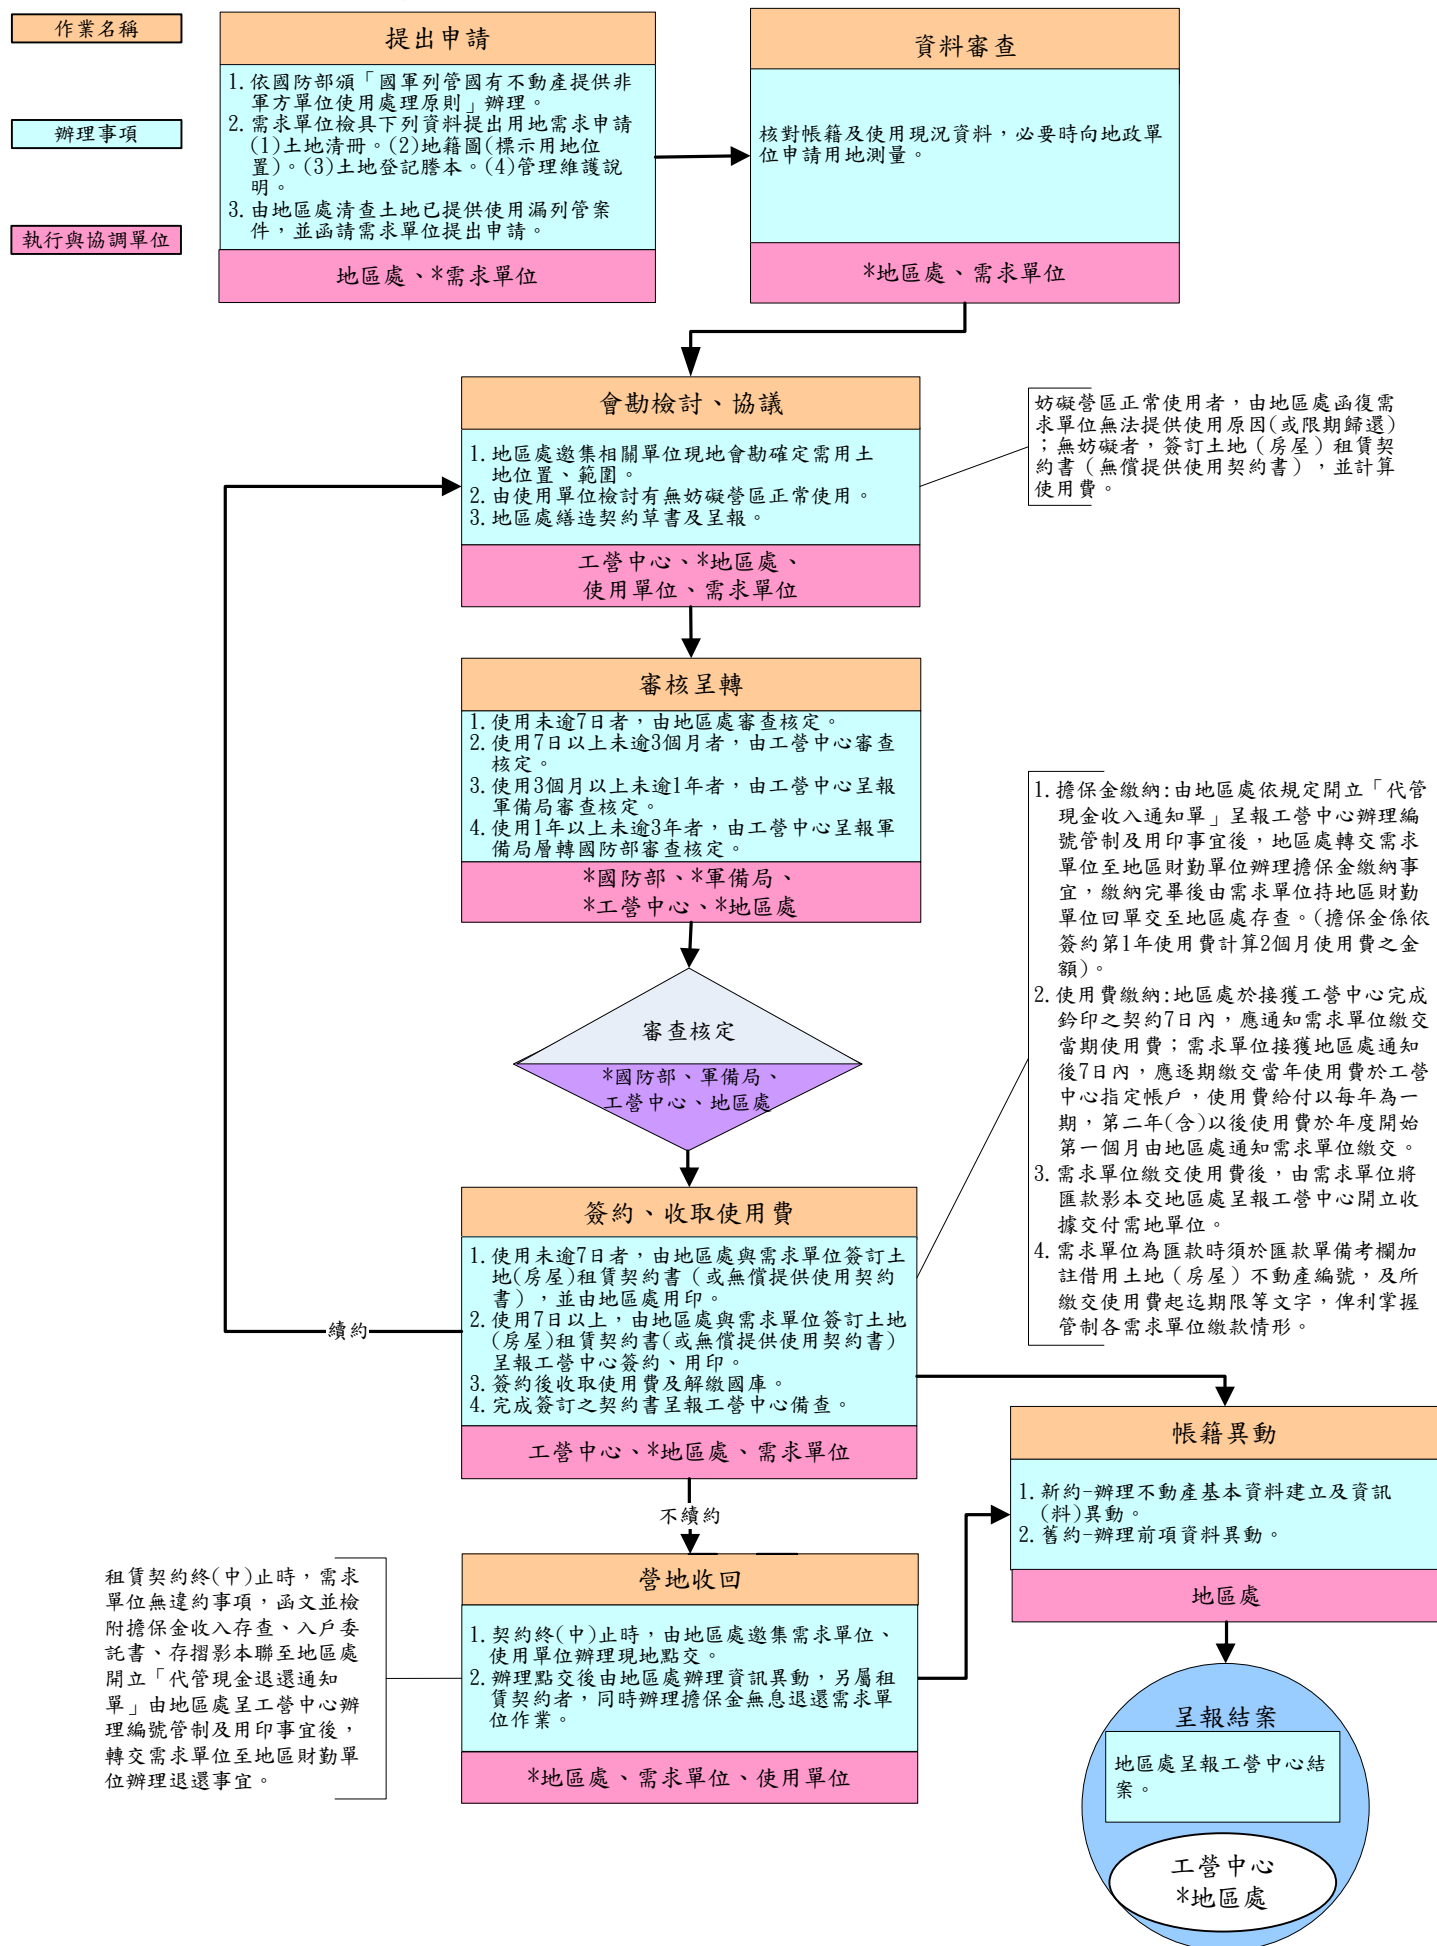 作業名稱
辦理事項
執行與協調單位
提出申請
1.依國防部頒「國軍列管國有不動產提供非
軍方單位使用處理原則」辦理。
2.需求單位檢具下列資料提出用地需求申請
(1)土地清冊。(2)地籍圖(標示用地位
置)。(3)土地登記謄本。(4)管理維護說
明。
3.由地區處清查土地已提供使用漏列管案
件，並函請需求單位提出申請。
地區處、*需求單位
資料審查
核對帳籍及使用現況資料，必要時向地政單
位申請用地測量。
*地區處、需求單位
會勘檢討、協議
1.地區處邀集相關單位現地會勘確定需用土
地位置、範圍。
2.由使用單位檢討有無妨礙營區正常使用。
3.地區處繕造契約草書及呈報。
工營中心、*地區處、
使用單位、需求單位
妨礙營區正常使用者，由地區處函復需
求單位無法提供使用原因(或限期歸還)
；無妨礙者，簽訂土地（房屋）租賃契
約書（無償提供使用契約書），並計算
使用費。
審核呈轉
1.使用未逾7日者，由地區處審查核定。
2.使用7日以上未逾3個月者，由工營中心審查
核定。
3.使用3個月以上未逾1年者，由工營中心呈報
軍備局審查核定。
4.使用1年以上未逾3年者，由工營中心呈報軍
備局層轉國防部審查核定。
*國防部、*軍備局、
*工營中心、*地區處
審查核定
*國防部、軍備局、
工營中心、地區處
1.擔保金繳納:由地區處依規定開立「代管
現金收入通知單」呈報工營中心辦理編
號管制及用印事宜後，地區處轉交需求
單位至地區財勤單位辦理擔保金繳納事
宜，繳納完畢後由需求單位持地區財勤
單位回單交至地區處存查。(擔保金係依
簽約第1年使用費計算2個月使用費之金
額)。
2.使用費繳納:地區處於接獲工營中心完成
鈐印之契約7日內，應通知需求單位繳交
當期使用費；需求單位接獲地區處通知
後7日內，應逐期繳交當年使用費於工營
中心指定帳戶，使用費給付以每年為一
期，第二年(含)以後使用費於年度開始
第一個月由地區處通知需求單位繳交。
3.需求單位繳交使用費後，由需求單位將
匯款影本交地區處呈報工營中心開立收
據交付需地單位。
4.需求單位為匯款時須於匯款單備考欄加
註借用土地（房屋）不動產編號，及所
繳交使用費起迄期限等文字，俾利掌握
管制各需求單位繳款情形。
簽約、收取使用費
1.使用未逾7日者，由地區處與需求單位簽訂土
地(房屋)租賃契約書（或無償提供使用契約
書），並由地區處用印。
2.使用7日以上，由地區處與需求單位簽訂土地
(房屋)租賃契約書(或無償提供使用契約書)
呈報工營中心簽約、用印。
3.簽約後收取使用費及解繳國庫。
4.完成簽訂之契約書呈報工營中心備查。
工營中心、*地區處、需求單位
續約
不續約
帳籍異動
1.新約-辦理不動產基本資料建立及資訊
(料)異動。
2.舊約-辦理前項資料異動。
地區處
營地收回
1.契約終(中)止時，由地區處邀集需求單位、
使用單位辦理現地點交。
2.辦理點交後由地區處辦理資訊異動，另屬租
賃契約者，同時辦理擔保金無息退還需求單
位作業。
*地區處、需求單位、使用單位
租賃契約終(中)止時，需求
單位無違約事項，函文並檢
附擔保金收入存查、入戶委
託書、存摺影本聯至地區處
開立「代管現金退還通知
單」由地區處呈工營中心辦
理編號管制及用印事宜後，
轉交需求單位至地區財勤單
位辦理退還事宜。
呈報結案
地區處呈報工營中心結
案。
工營中心
*地區處